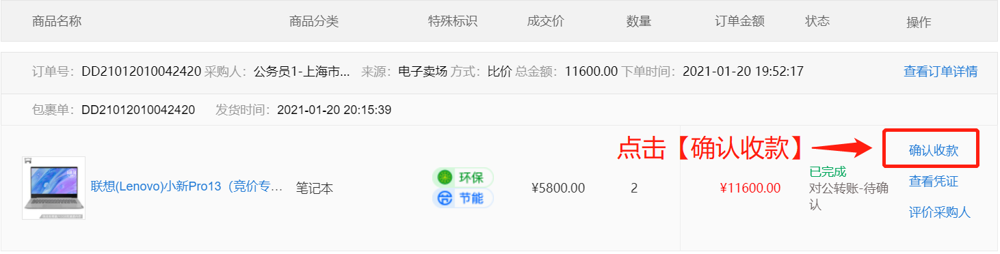 商品名称 商品分类 特殊标识 成交价 数量 订单金额 状态 操作
订单号：DD21012010042420 采购人：公务员1-上海市... 来源：电子卖场 方式：比价 总金额：11600.00 下单时间：2021-01-20 19:52:17 查看订单详情
包裹单：DD21012010042420 发货时间：2021-01-20 20:15:39
点击【确认收款】 确认收款
联想(Lenovo)小新Pro13（竞价专... 笔记本 环保 ¥5800.00 2 ¥11600.00 已完成 查看凭证
节能 对公转账-待确
认 评价采购人